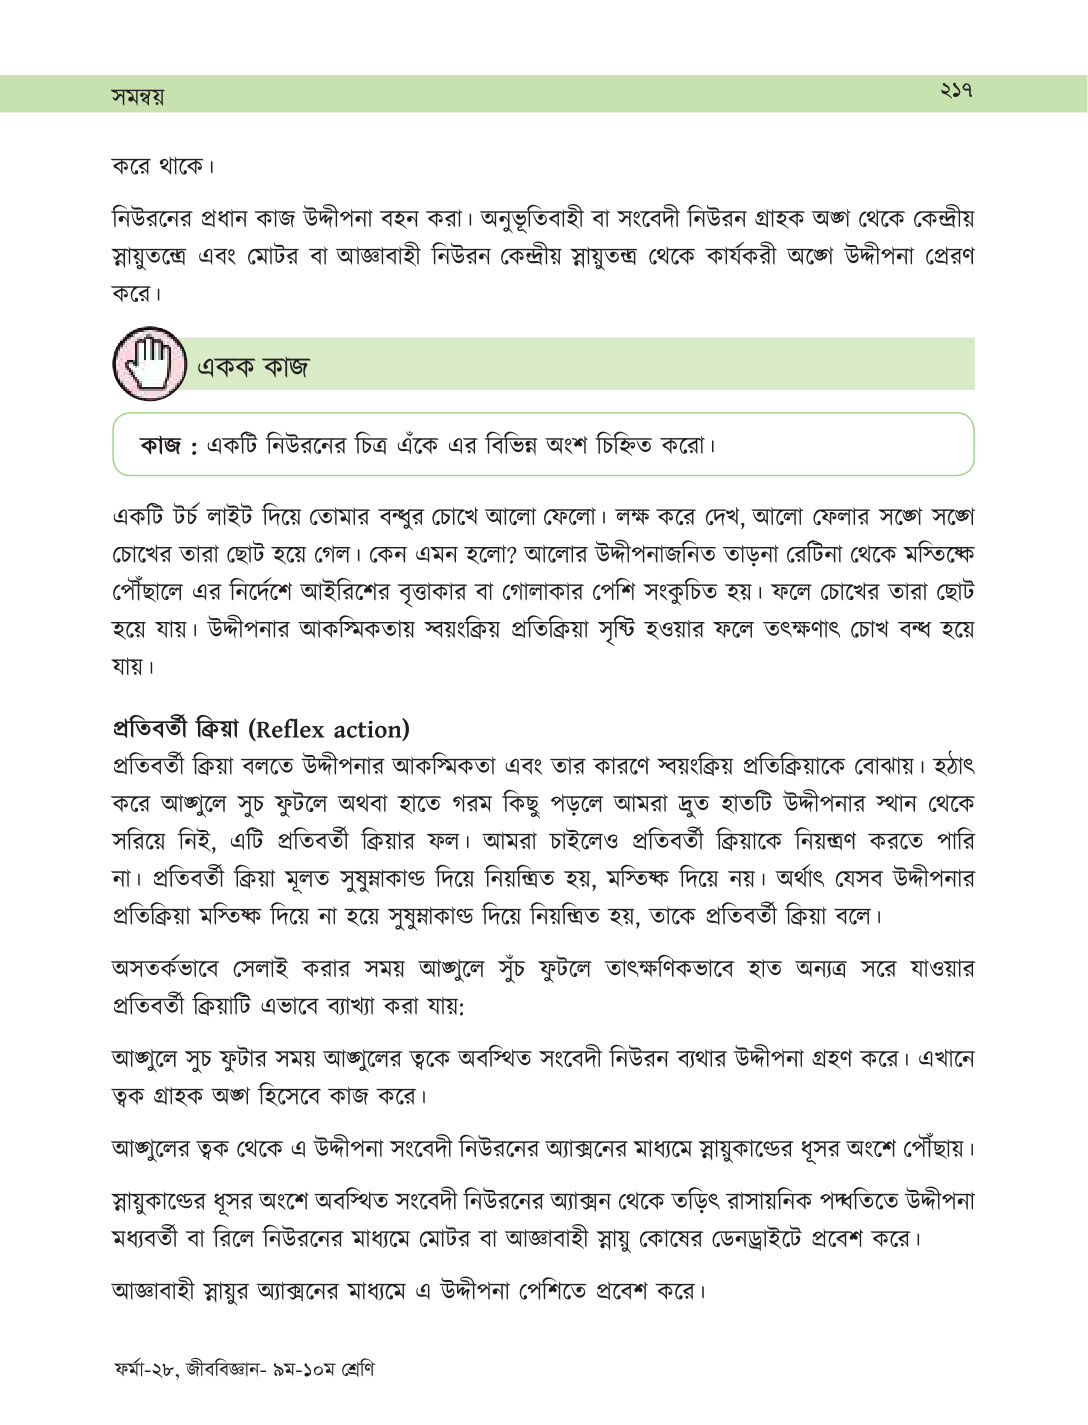 সমন্বয়
২১৭
করে থাকে।
নিউরনের প্রধান কাজ উদ্দীপনা বহন করা। অনুভূতিবাহী বা সংবেদী নিউরন গ্রাহক অঙ্গ থেকে কেন্দ্রীয়
স্নায়ুতন্ত্রে এবং মোটর বা আজ্ঞাবাহী নিউরন কেন্দ্রীয় স্নায়ুতন্ত্র থেকে কার্যকরী অঙ্গে উদ্দীপনা প্রেরণ
করে।
একক কাজ
কাজ : একটি নিউরনের চিত্র এঁকে এর বিভিন্ন অংশ চিহ্নিত করো।
একটি টর্চ লাইট দিয়ে তোমার বন্ধুর চোখে আলো ফেলো। লক্ষ করে দেখ, আলো ফেলার সঙ্গে সঙ্গে
চোখের তারা ছোট হয়ে গেল। কেন এমন হলো? আলোর উদ্দীপনাজনিত তাড়না রেটিনা থেকে মস্তিষ্কে
পৌঁছালে এর নির্দেশে আইরিশের বৃত্তাকার বা গোলাকার পেশি সংকুচিত হয়। ফলে চোখের তারা ছোট
হয়ে যায়। উদ্দীপনার আকস্মিকতায় স্বয়ংক্রিয় প্রতিক্রিয়া সৃষ্টি হওয়ার ফলে তৎক্ষণাৎ চোখ বন্ধ হয়ে
যায়।
প্রতিবর্তী ক্রিয়া (Reflex action)
প্রতিবর্তী ক্রিয়া বলতে উদ্দীপনার আকস্মিকতা এবং তার কারণে স্বয়ংক্রিয় প্রতিক্রিয়াকে বোঝায়। হঠাৎ
করে আঙ্গুলে সুচ ফুটলে অথবা হাতে গরম কিছু পড়লে আমরা দ্রুত হাতটি উদ্দীপনার স্থান থেকে
সরিয়ে নিই, এটি প্রতিবর্তী ক্রিয়ার ফল। আমরা চাইলেও প্রতিবর্তী ক্রিয়াকে নিয়ন্ত্রণ করতে পারি
না। প্রতিবর্তী ক্রিয়া মূলত সুষুম্নাকাণ্ড দিয়ে নিয়ন্ত্রিত হয়, মস্তিষ্ক দিয়ে নয়। অর্থাৎ যেসব উদ্দীপনার
প্রতিক্রিয়া মস্তিষ্ক দিয়ে না হয়ে সুষুম্নাকাণ্ড দিয়ে নিয়ন্ত্রিত হয়, তাকে প্রতিবর্তী ক্রিয়া বলে।
অসতর্কভাবে সেলাই করার সময় আঙ্গুলে সুঁচ ফুটলে তাৎক্ষণিকভাবে হাত অন্যত্র সরে যাওয়ার
প্রতিবর্তী ক্রিয়াটি এভাবে ব্যাখ্যা করা যায়:
আঙ্গুলে সুচ ফুটার সময় আঙ্গুলের ত্বকে অবস্থিত সংবেদী নিউরন ব্যথার উদ্দীপনা গ্রহণ করে। এখানে
ত্বক গ্রাহক অঙ্গ হিসেবে কাজ করে।
আঙ্গুলের ত্বক থেকে এ উদ্দীপনা সংবেদী নিউরনের অ্যাক্সনের মাধ্যমে স্নায়ুকাণ্ডের ধূসর অংশে পৌঁছায়।
স্নায়ুকাণ্ডের ধূসর অংশে অবস্থিত সংবেদী নিউরনের অ্যাক্সন থেকে তড়িৎ রাসায়নিক পদ্ধতিতে উদ্দীপনা
মধ্যবর্তী বা রিলে নিউরনের মাধ্যমে মোটর বা আজ্ঞাবাহী স্নায়ু কোষের ডেনড্রাইটে প্রবেশ করে।
আজ্ঞাবাহী স্নায়ুর অ্যাক্সনের মাধ্যমে এ উদ্দীপনা পেশিতে প্রবেশ করে।
ফর্মা-২৮, জীববিজ্ঞান- ৯ম-১০ম শ্রেণি